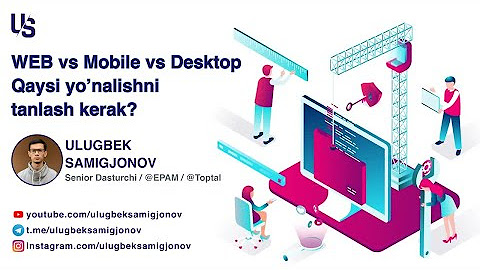 US
WEB vs Mobile vs Desktop
Qaysi yo’nalishni
tanlash kerak?
ULUGBEK
SAMIGJONOV
Senior Dasturchi / @EPAM / @Toptal
youtube.com/ulugbeksamigjonov
t.me/ulugbeksamigjonov
Instagram.com/ulugbeksamigjonov